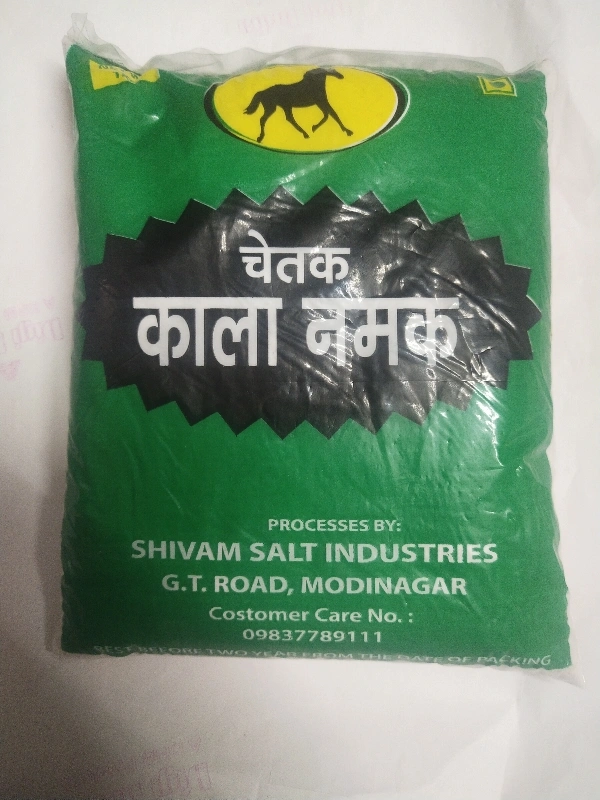 चेतक
काला नमक
PROCESSES BY:
SHIVAM SALT INDUSTRIES
G.T. ROAD, MODINAGAR
Costomer Care No. :
09837789111
BEST BEFORE TWO YEAR FROM THE DATE OF PACKING